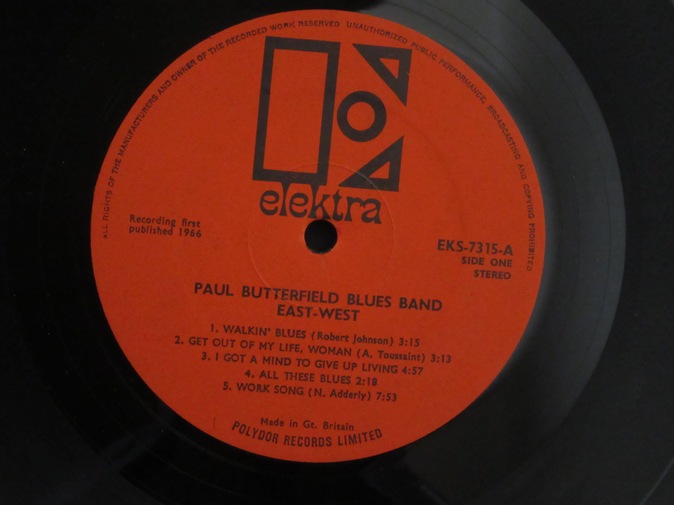 ALL RIGHTS OF THE MANUFACTURERS AND OWNER OF THE RECORDED WORK RESERVED UNAUTHORIZED PUBLIC PERFORMANCE, BROADCASTING AND COPYING PROHIBITED
elektra
Recording first
published 1966
EKS-7315-A
SIDE ONE
STEREO
PAUL BUTTERFIELD BLUES BAND
EAST-WEST
1. WALKIN' BLUES (Robert Johnson) 3:15
2. GET OUT OF MY LIFE, WOMAN (A. Toussaint) 3:13
3. I GOT A MIND TO GIVE UP LIVING 4:57
4. ALL THESE BLUES 2:18
5. WORK SONG (N. Adderly) 7:53
Made in Gt. Britain
POLYDOR RECORDS LIMITED